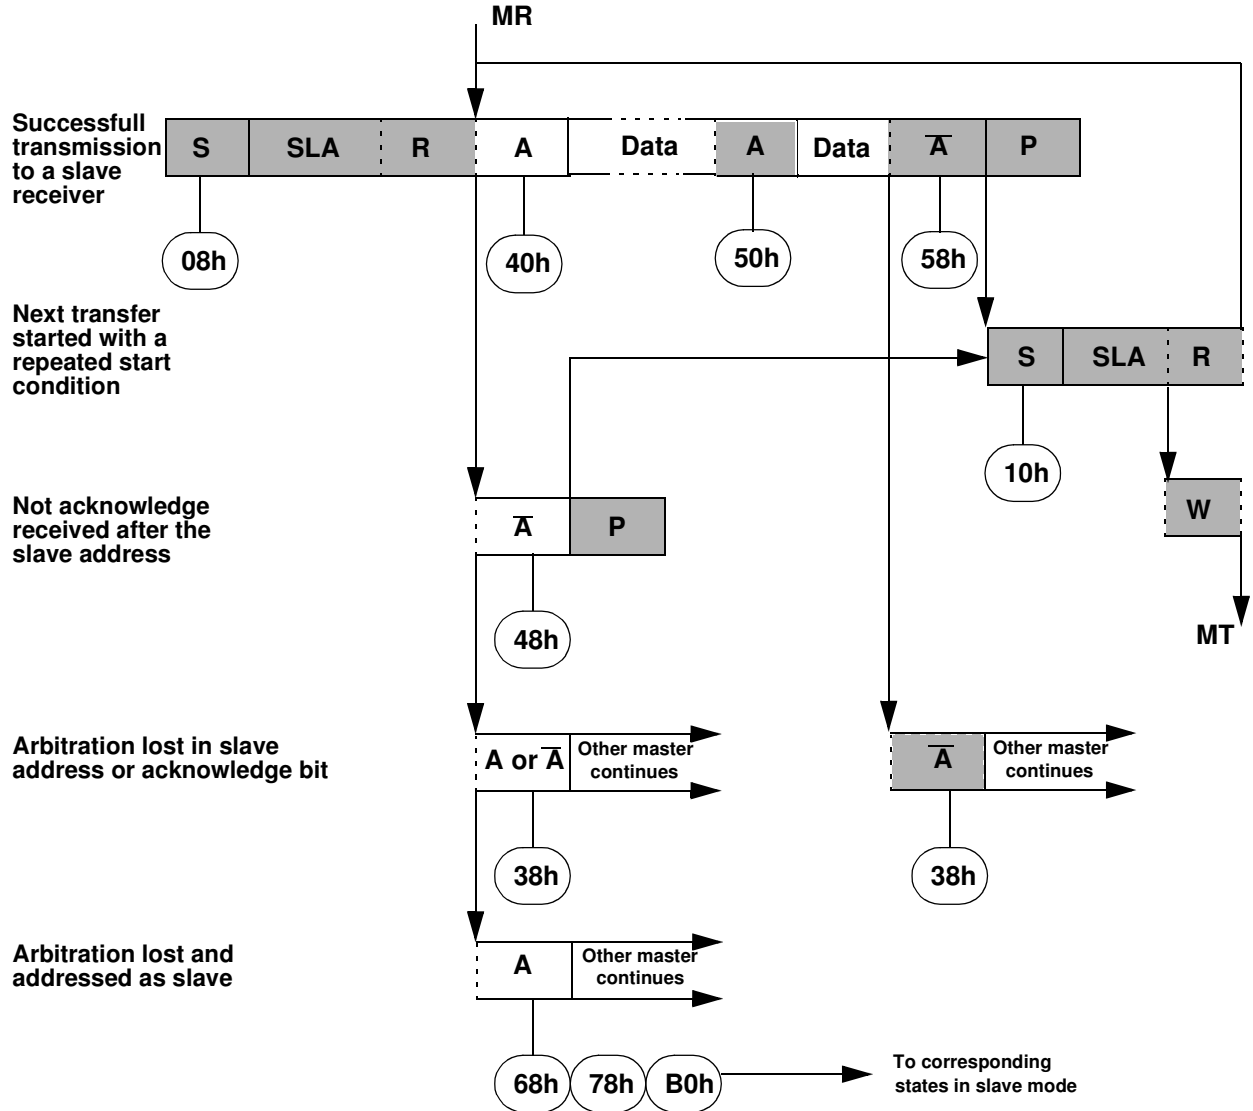 MR
Successfull
transmission
to a slave
receiver
S SLA R A Data A Data A̅ P
08h 40h 50h 58h
Next transfer
started with a
repeated start
condition
S SLA R
10h
Not acknowledge
received after the
slave address
A̅ P
W
48h
MT
Arbitration lost in slave
address or acknowledge bit
A or A̅
Other master
continues
A̅
Other master
continues
38h 38h
Arbitration lost and
addressed as slave
A
Other master
continues
68h 78h B0h
To corresponding
states in slave mode